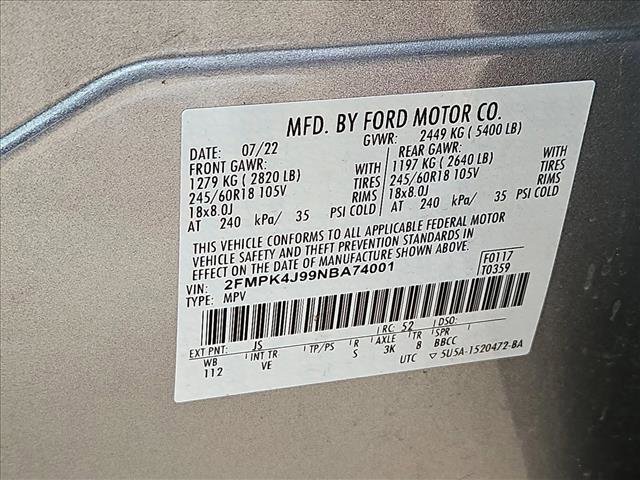 MFD. BY FORD MOTOR CO.
DATE: 07/22 GVWR: 2449 KG ( 5400 LB)
FRONT GAWR: REAR GAWR:
1279 KG ( 2820 LB) WITH 1197 KG ( 2640 LB) WITH
245/60R18 105V TIRES 245/60R18 105V TIRES
18x8.0J RIMS 18x8.0J RIMS
AT 240 kPa/ 35 PSI COLD AT 240 kPa/ 35 PSI COLD
THIS VEHICLE CONFORMS TO ALL APPLICABLE FEDERAL MOTOR
VEHICLE SAFETY AND THEFT PREVENTION STANDARDS IN
EFFECT ON THE DATE OF MANUFACTURE SHOWN ABOVE.
VIN: 2FMPK4J99NBA74001 F0117
TYPE: MPV T0359
EXT PNT: JS RC: 52 DSO:
WB INT TR TP/PS R AXLE TR SPR
112 VE S 3K 8 BBCC
UTC ▽ 5U5A-1520472-BA